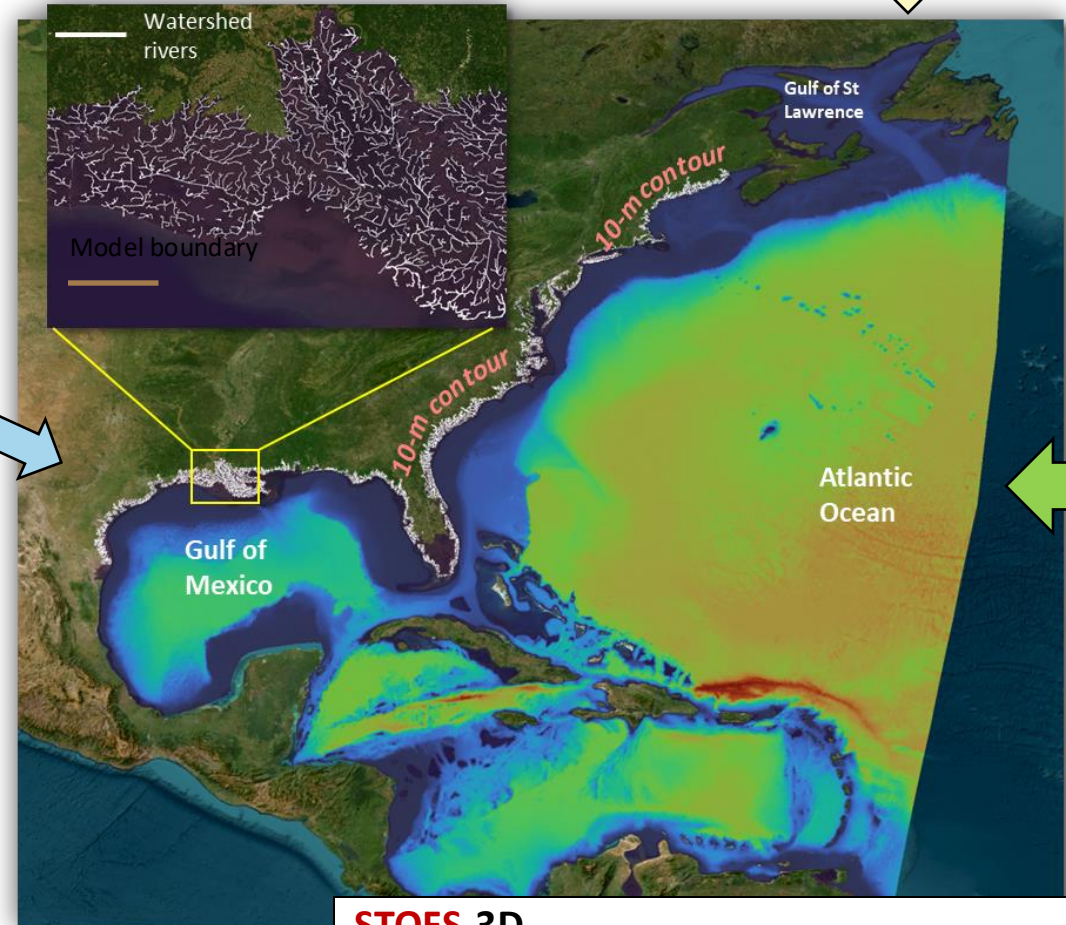 Watershed
rivers
Model boundary
Gulf of St
Lawrence
10-m contour
10-m contour
Atlantic
Ocean
Gulf of
Mexico
STOFS-3D